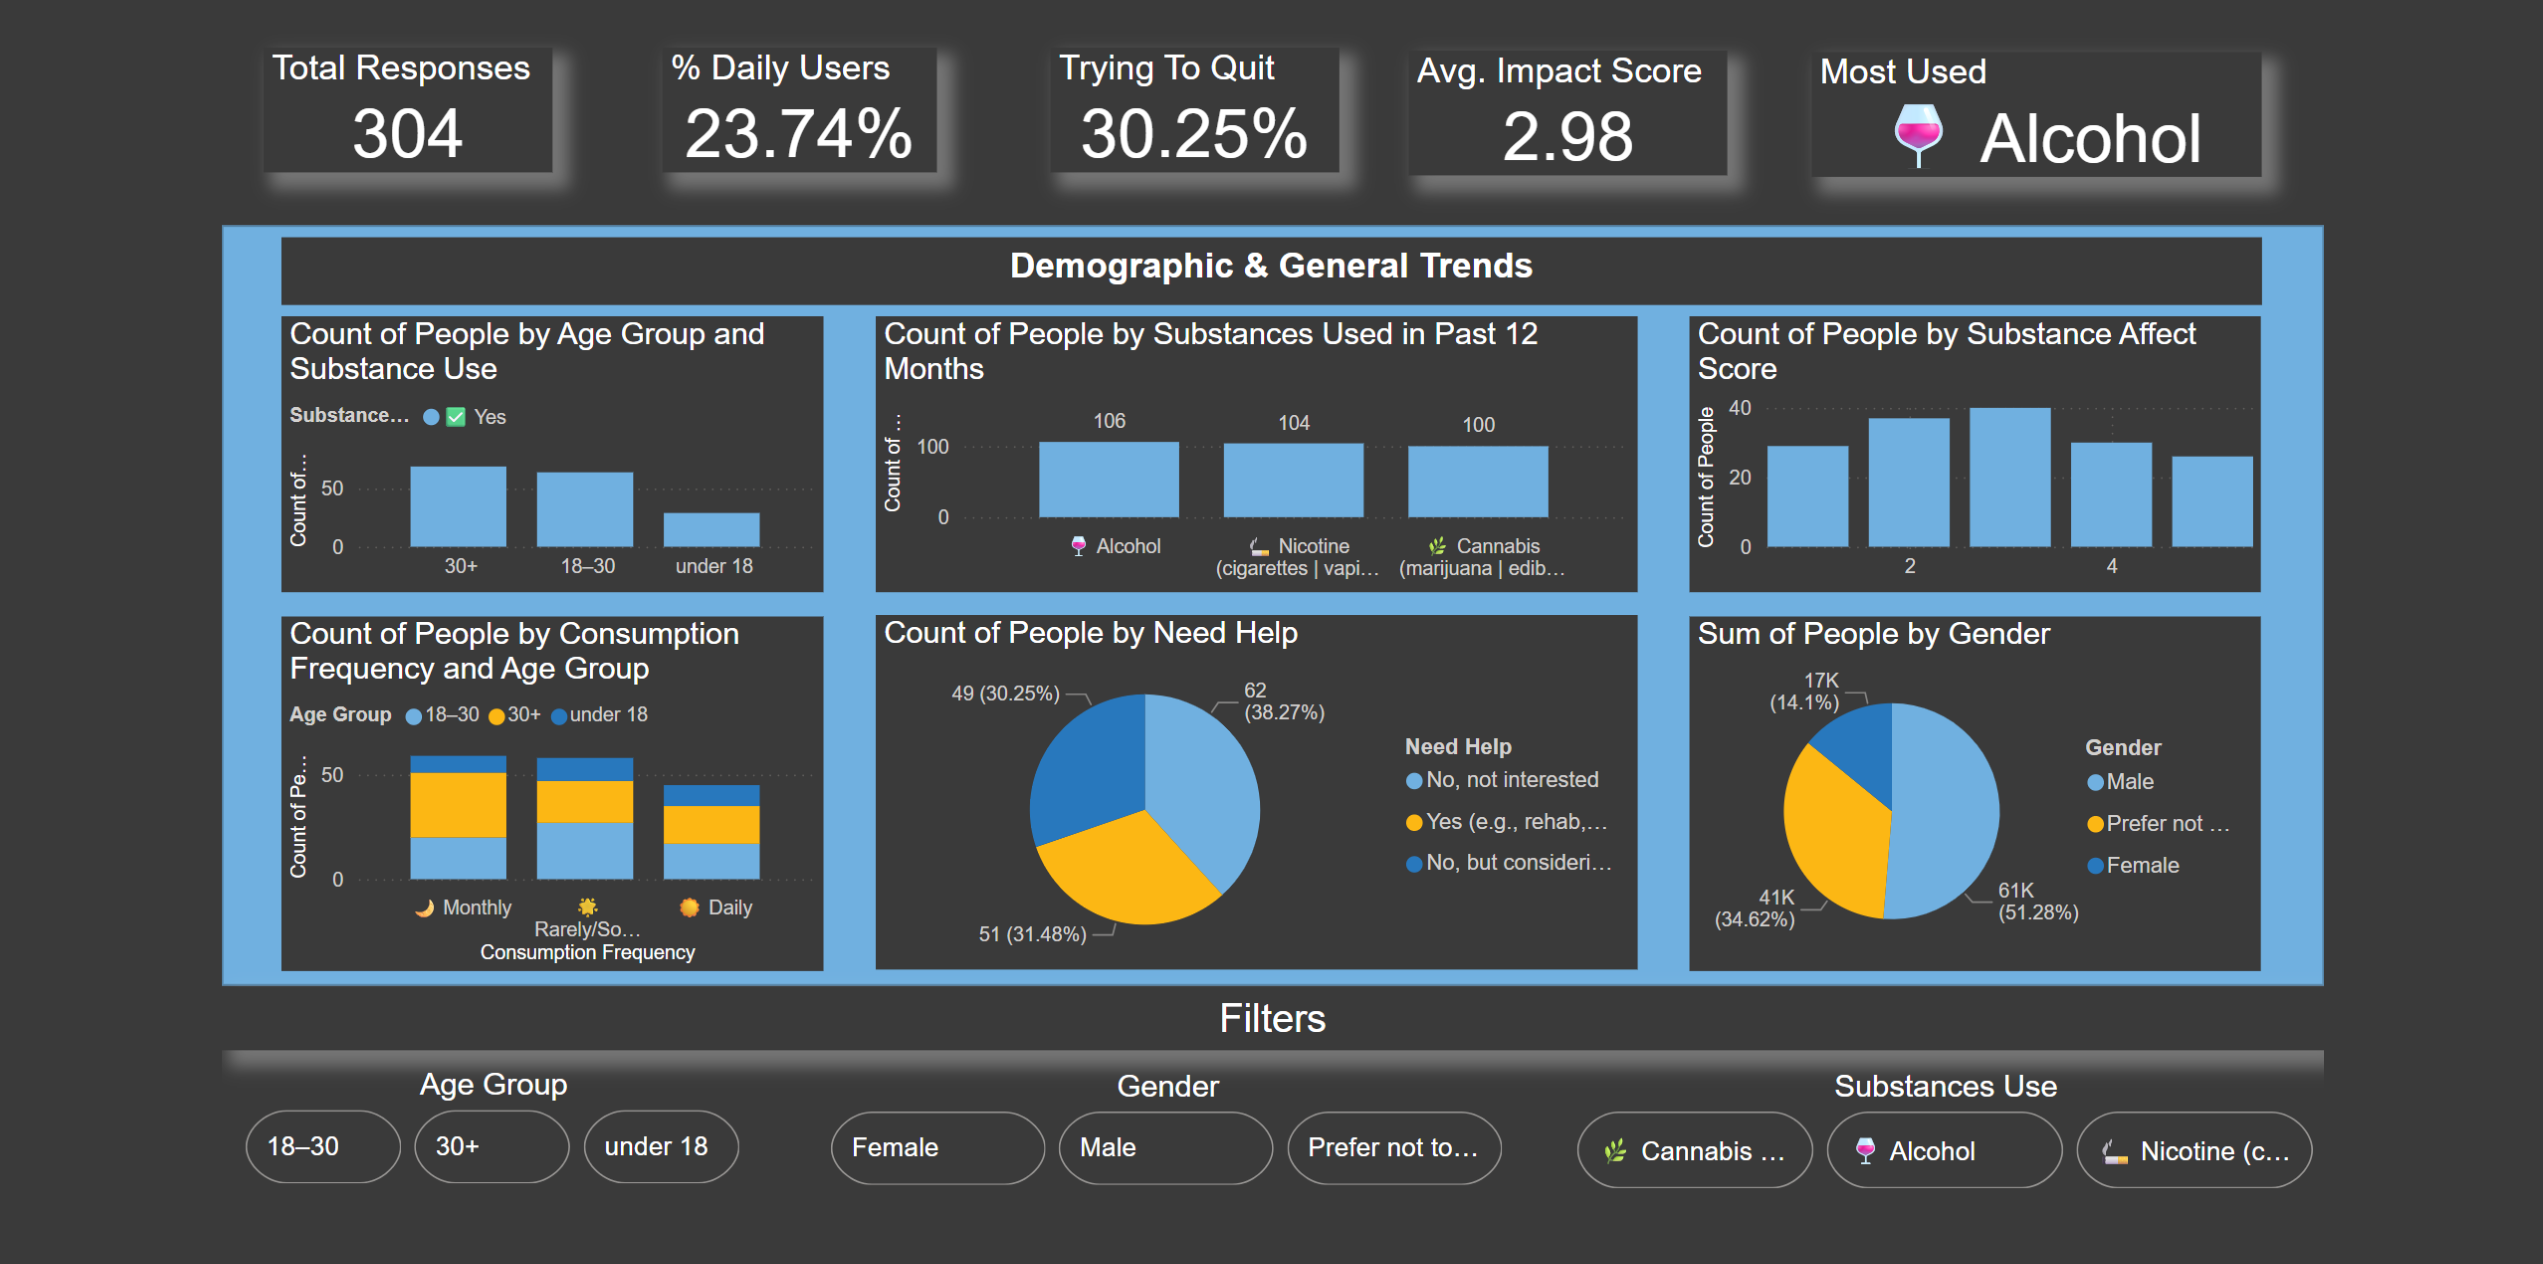 Total Responses
304
% Daily Users
23.74%
Trying To Quit
30.25%
Avg. Impact Score
2.98
Most Used
🍷 Alcohol
Demographic & General Trends
Count of People by Age Group and
Substance Use
Substance… ✅ Yes
Count of…
50
0
30+
18–30
under 18
Count of People by Substances Used in Past 12
Months
Count of …
100
0
106
104
100
🍷 Alcohol
🚬 Nicotine
(cigarettes | vapi…
🌿 Cannabis
(marijuana | edib…
Count of People by Substance Affect
Score
Count of People
40
20
0
2
4
Count of People by Consumption
Frequency and Age Group
Age Group 18–30 30+ under 18
Count of Pe…
50
0
🌙 Monthly
🌟
Rarely/So…
🌞 Daily
Consumption Frequency
Count of People by Need Help
49 (30.25%)
62
(38.27%)
51 (31.48%)
Need Help
No, not interested
Yes (e.g., rehab,…
No, but consideri…
Sum of People by Gender
17K
(14.1%)
41K
(34.62%)
61K
(51.28%)
Gender
Male
Prefer not …
Female
Filters
Age Group
18–30
30+
under 18
Gender
Female
Male
Prefer not to…
Substances Use
🌿 Cannabis …
🍷 Alcohol
🚬 Nicotine (c…